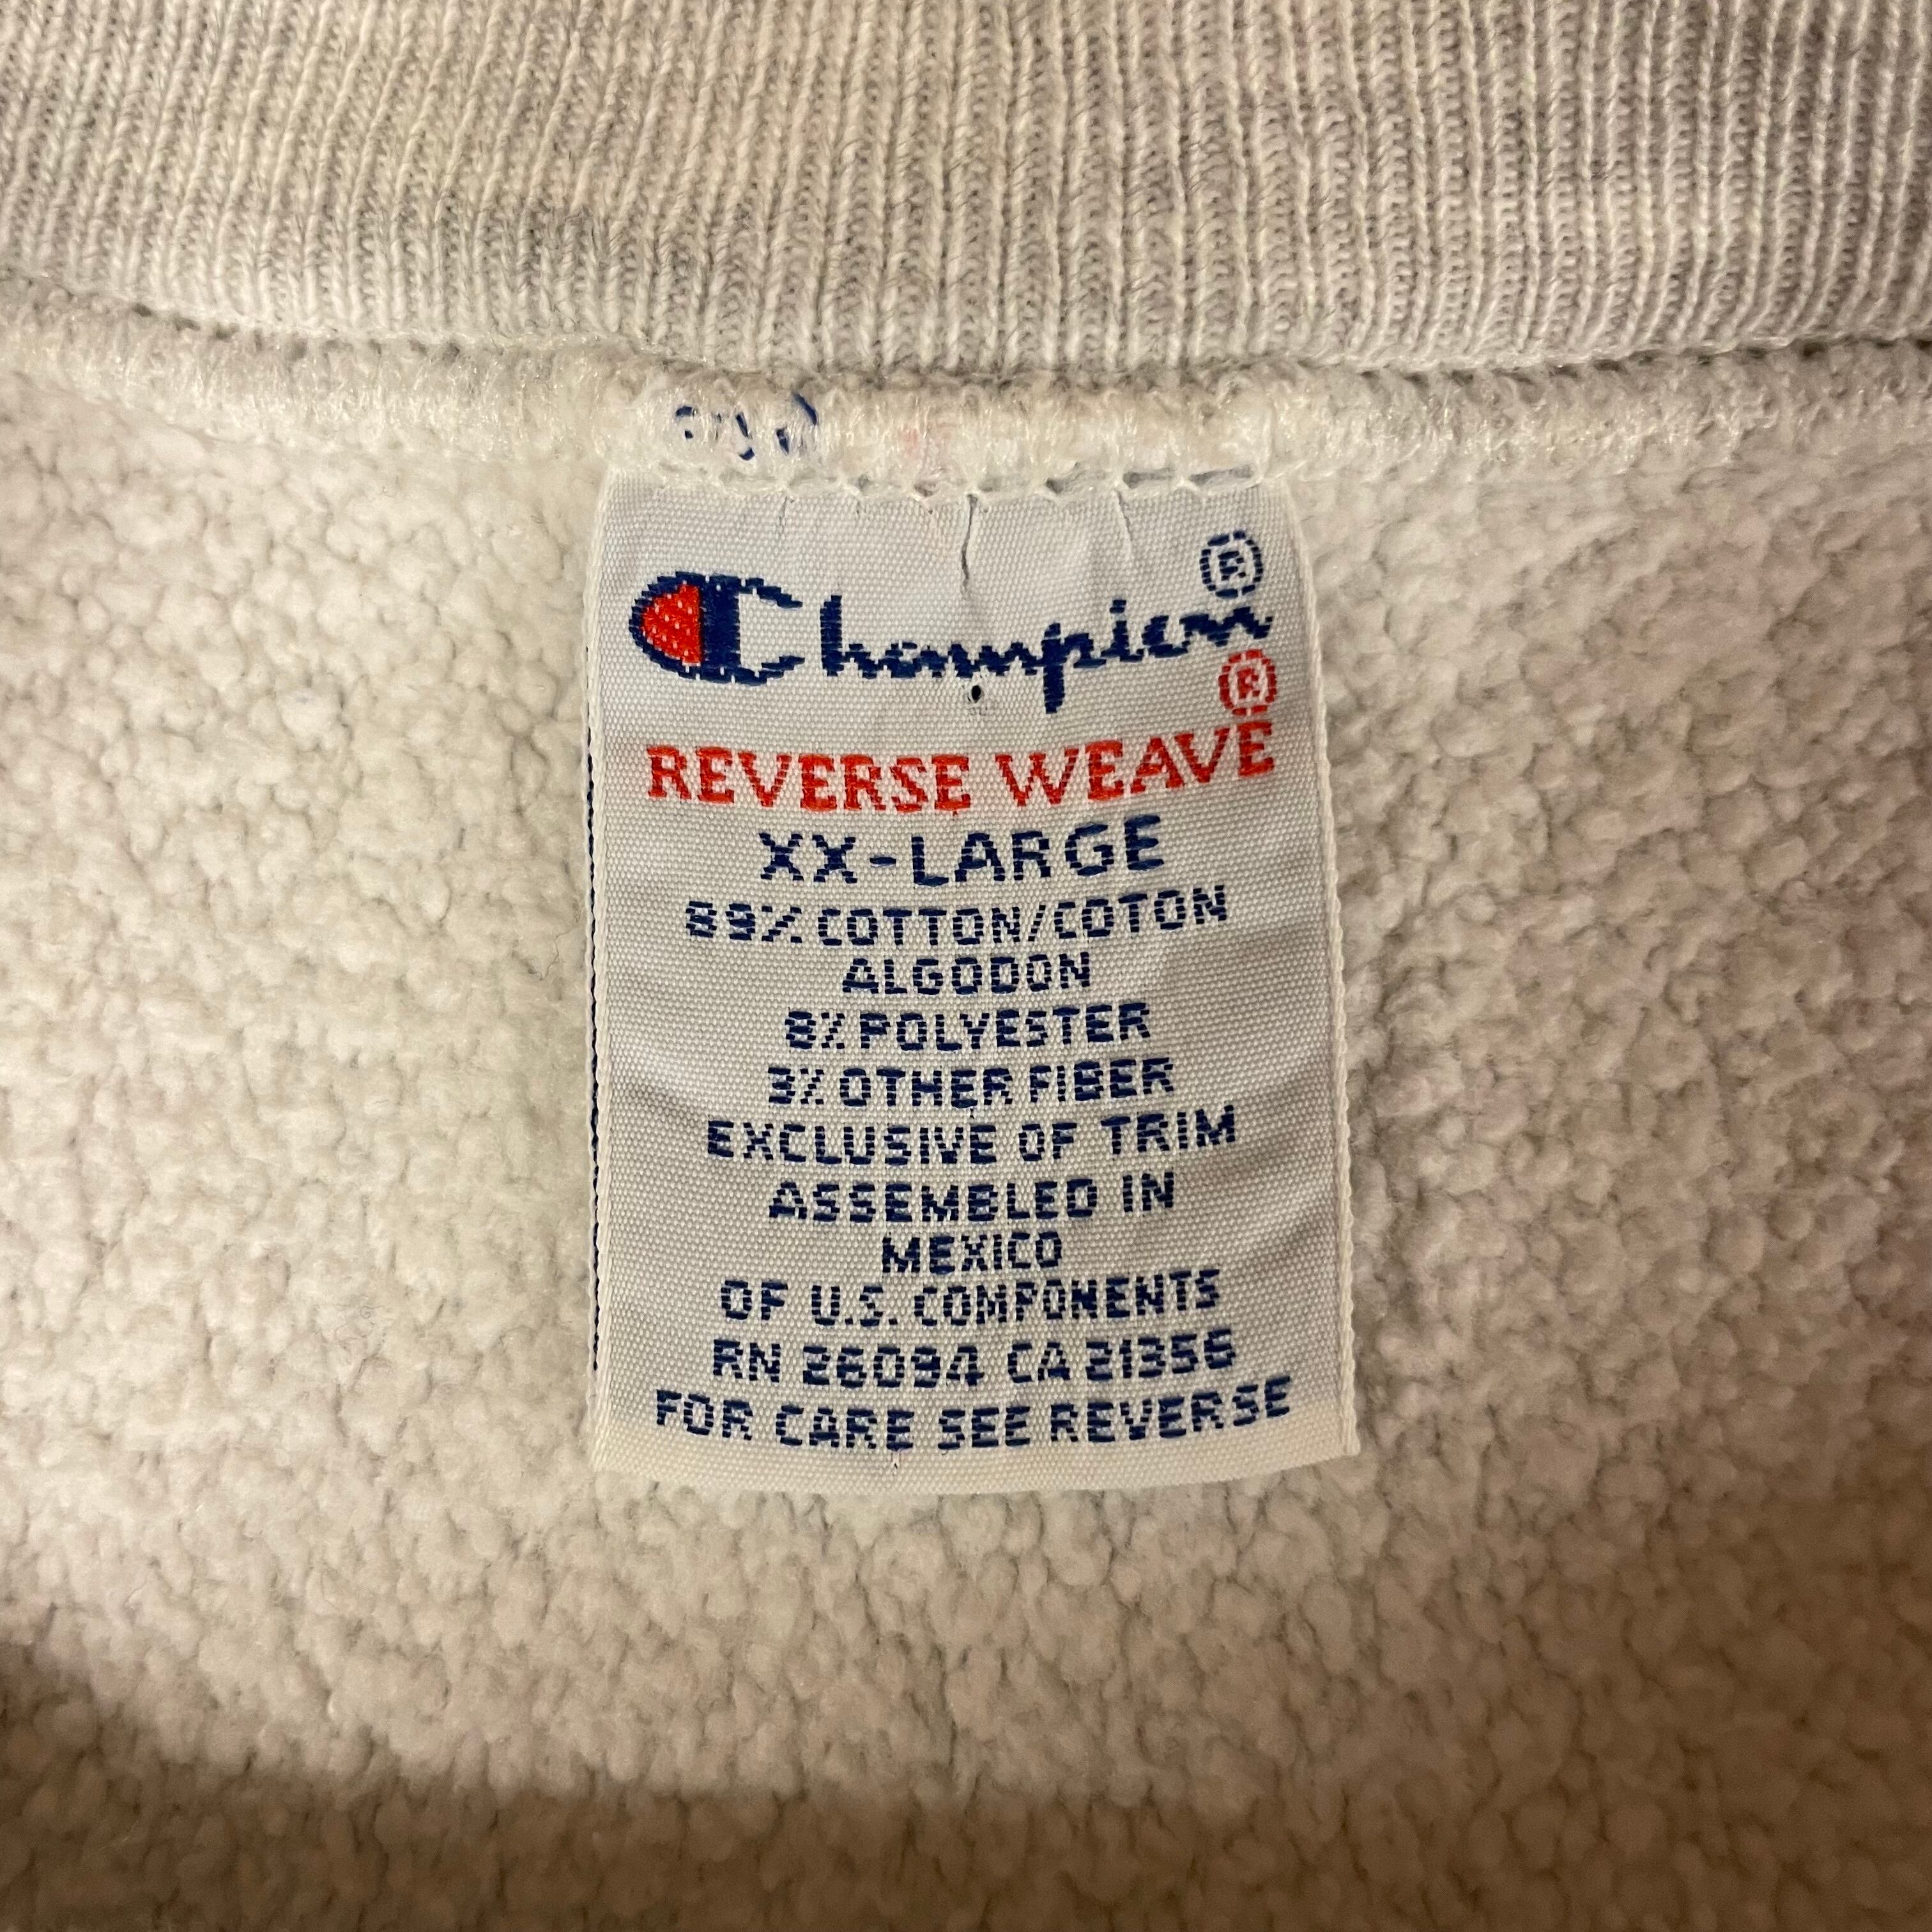 Champion®
®
REVERSE WEAVE
XX-LARGE
89% COTTON/COTON
ALGODON
8% POLYESTER
3% OTHER FIBER
EXCLUSIVE OF TRIM
ASSEMBLED IN
MEXICO
OF U.S. COMPONENTS
RN 26094 CA 21356
FOR CARE SEE REVERSE